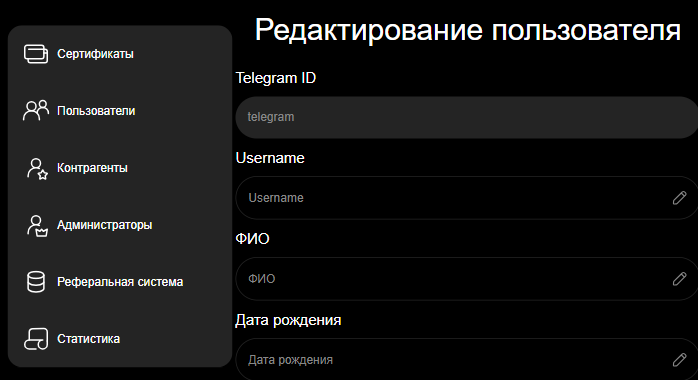 Сертификаты
Пользователи
Контрагенты
Администраторы
Реферальная система
Статистика
Редактирование пользователя
Telegram ID
telegram
Username
Username
ФИО
ФИО
Дата рождения
Дата рождения